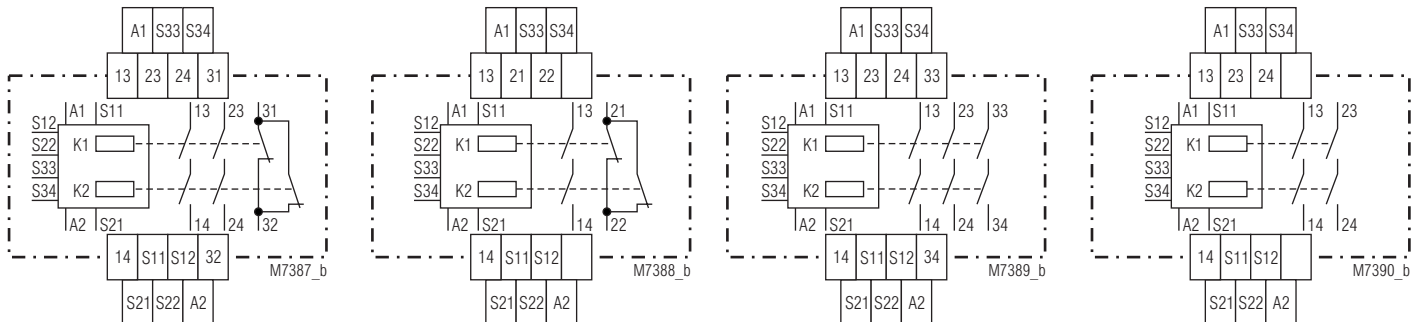 A1 S33 S34
13 23 24 31
A1 S11 13 23 31
S12
S22 K1
S33
S34 K2
A2 S21 14 24 32
14 S11 S12 32
M7387_b
S21 S22 A2
A1 S33 S34
13 21 22
A1 S11 13 21
S12
S22 K1
S33
S34 K2
A2 S21 14 22
14 S11 S12
M7388_b
S21 S22 A2
A1 S33 S34
13 23 24 33
A1 S11 13 23 33
S12
S22 K1
S33
S34 K2
A2 S21 14 24 34
14 S11 S12 34
M7389_b
S21 S22 A2
A1 S33 S34
13 23 24
A1 S11 13 23
S12
S22 K1
S33
S34 K2
A2 S21 14 24
14 S11 S12
M7390_b
S21 S22 A2